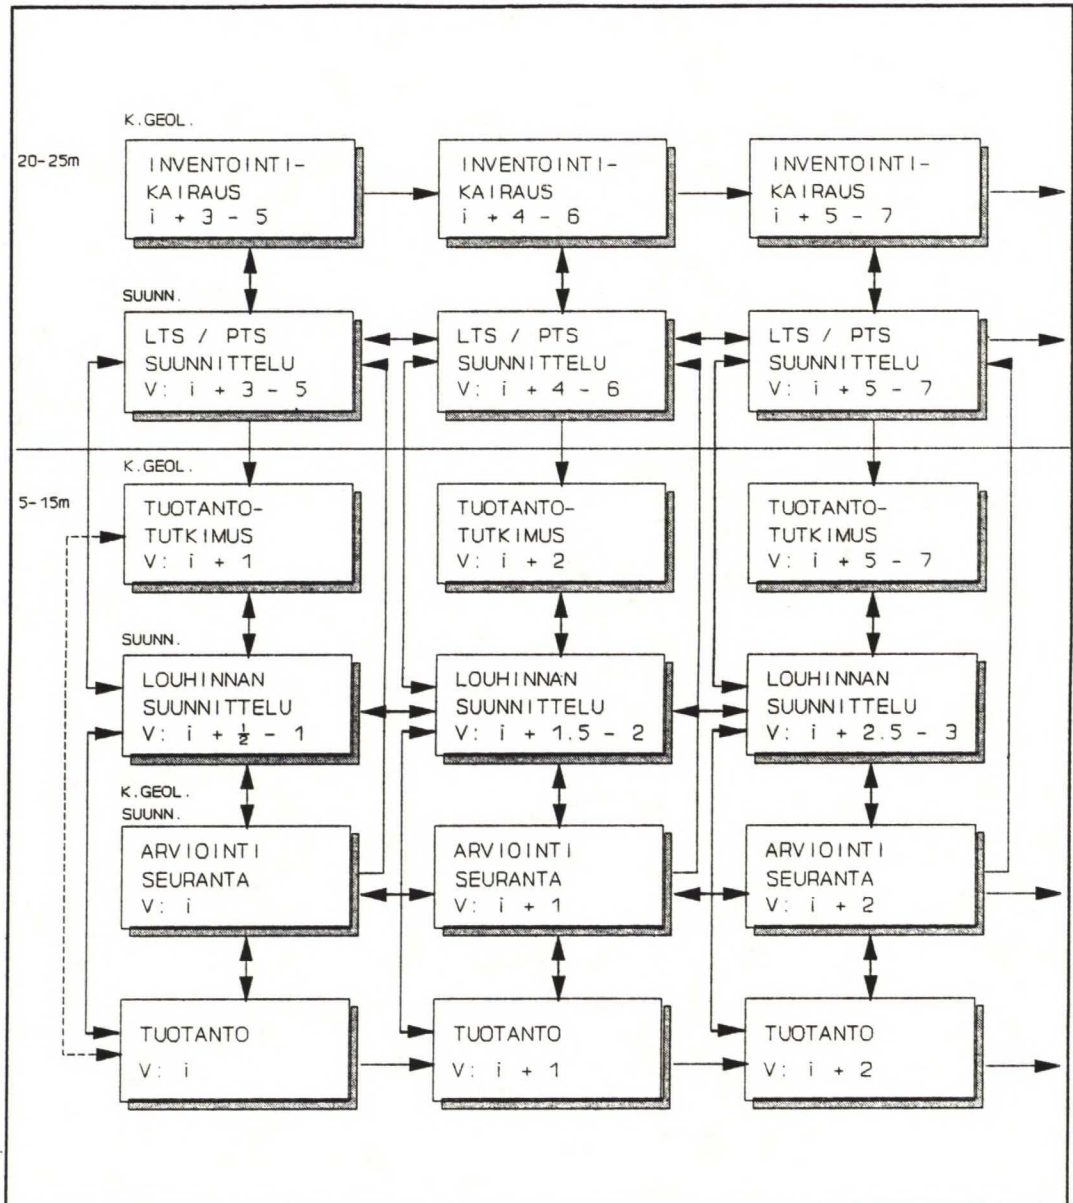 K.GEOL.
20-25m
INVENTOINTI-
KAIRAUS
i + 3 - 5
INVENTOINTI-
KAIRAUS
i + 4 - 6
INVENTOINTI-
KAIRAUS
i + 5 - 7
SUUNN.
LTS / PTS
SUUNNITTELU
V: i + 3 - 5
LTS / PTS
SUUNNITTELU
V: i + 4 - 6
LTS / PTS
SUUNNITTELU
V: i + 5 - 7
K.GEOL.
5-15m
TUOTANTO-
TUTKIMUS
V: i + 1
TUOTANTO-
TUTKIMUS
V: i + 2
TUOTANTO-
TUTKIMUS
V: i + 5 - 7
SUUNN.
LOUHINNAN
SUUNNITTELU
V: i + ½ - 1
LOUHINNAN
SUUNNITTELU
V: i + 1.5 - 2
LOUHINNAN
SUUNNITTELU
V: i + 2.5 - 3
K.GEOL.
SUUNN.
ARVIOINTI
SEURANTA
V: i
ARVIOINTI
SEURANTA
V: i + 1
ARVIOINTI
SEURANTA
V: i + 2
TUOTANTO
V: i
TUOTANTO
V: i + 1
TUOTANTO
V: i + 2